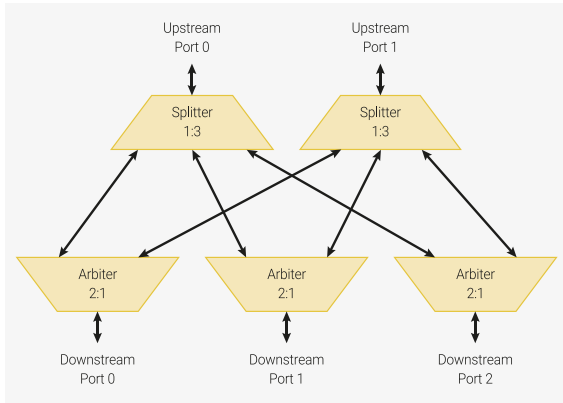 Upstream
Port 0
Upstream
Port 1
Splitter
1:3
Splitter
1:3
Arbiter
2:1
Arbiter
2:1
Arbiter
2:1
Downstream
Port 0
Downstream
Port 1
Downstream
Port 2